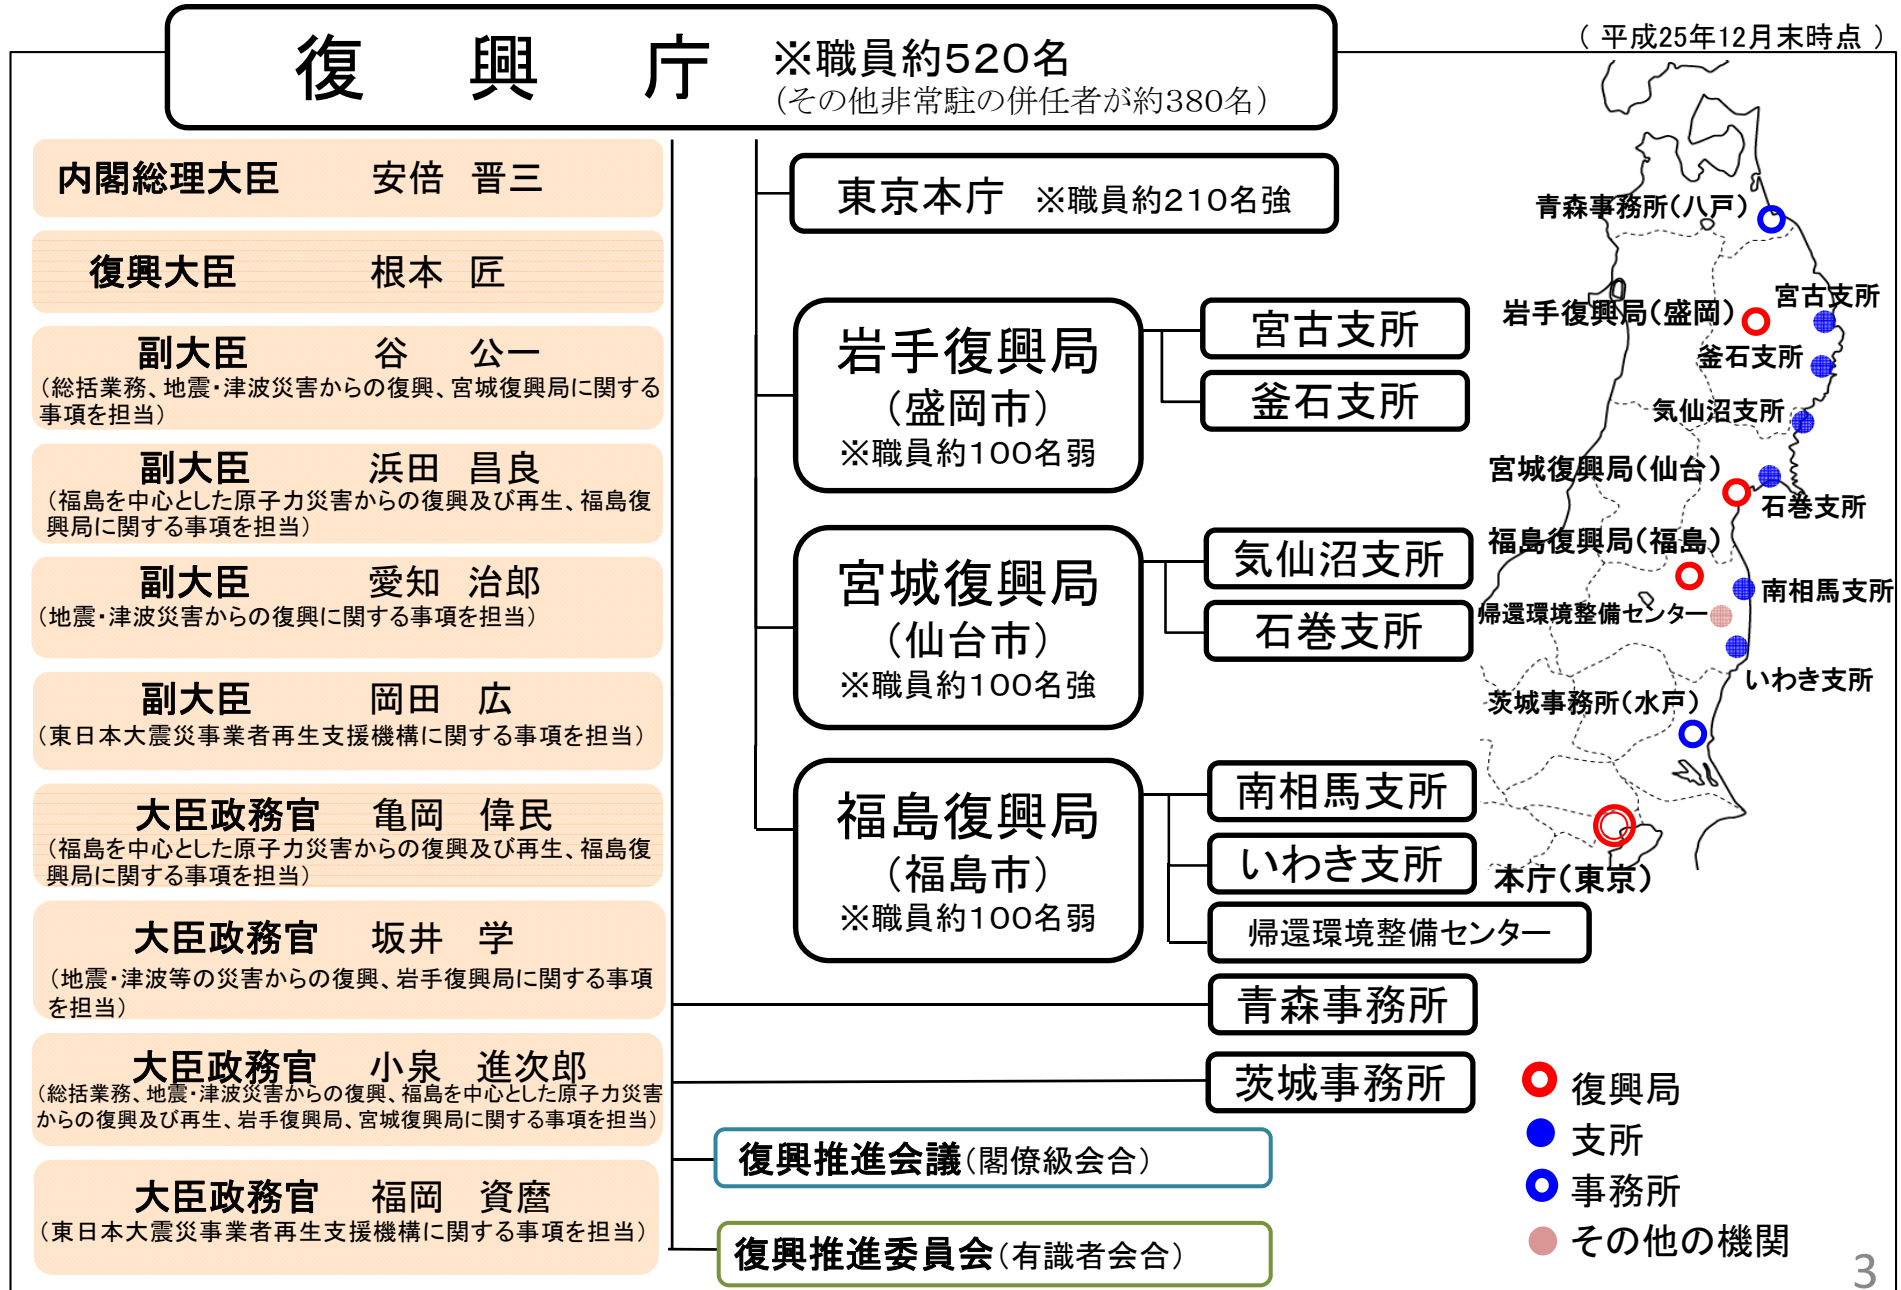 復　興　庁　※職員約520名
（その他非常駐の併任者が約380名）
（ 平成25年12月末時点 ）
内閣総理大臣　安倍 晋三
復興大臣　根本 匠
副大臣　谷 公一
（総括業務、地震・津波災害からの復興、宮城復興局に関する
事項を担当）
副大臣　浜田 昌良
（福島を中心とした原子力災害からの復興及び再生、福島復
興局に関する事項を担当）
副大臣　愛知 治郎
（地震・津波災害からの復興に関する事項を担当）
副大臣　岡田 広
（東日本大震災事業者再生支援機構に関する事項を担当）
大臣政務官　亀岡 偉民
（福島を中心とした原子力災害からの復興及び再生、福島復
興局に関する事項を担当）
大臣政務官　坂井 学
（地震・津波等の災害からの復興、岩手復興局に関する事項
を担当）
大臣政務官　小泉 進次郎
（総括業務、地震・津波災害からの復興、福島を中心とした原子力災害
からの復興及び再生、岩手復興局、宮城復興局に関する事項を担当）
大臣政務官　福岡 資麿
（東日本大震災事業者再生支援機構に関する事項を担当）
東京本庁　※職員約210名強
岩手復興局
（盛岡市）
※職員約100名弱
宮古支所
釜石支所
宮城復興局
（仙台市）
※職員約100名強
気仙沼支所
石巻支所
福島復興局
（福島市）
※職員約100名弱
南相馬支所
いわき支所
帰還環境整備センター
青森事務所
茨城事務所
復興推進会議（閣僚級会合）
復興推進委員会（有識者会合）
青森事務所（八戸）
宮古支所
岩手復興局（盛岡）
釜石支所
気仙沼支所
宮城復興局（仙台）
石巻支所
福島復興局（福島）
南相馬支所
帰還環境整備センター
いわき支所
茨城事務所（水戸）
本庁（東京）
復興局
支所
事務所
その他の機関
3